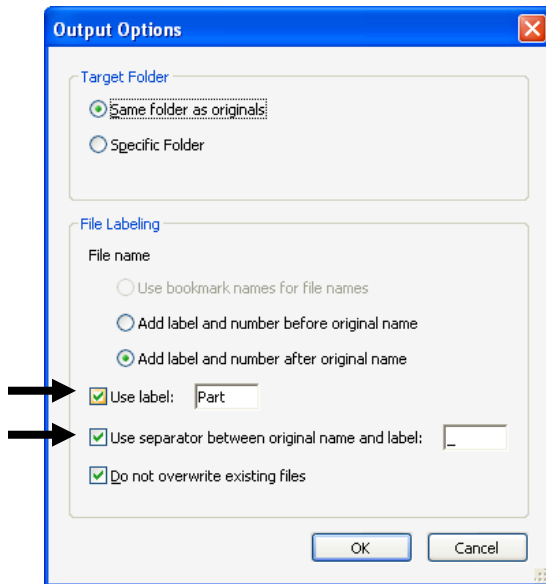 Output Options
Target Folder
Same folder as originals
Specific Folder
File Labeling
File name
Use bookmark names for file names
Add label and number before original name
Add label and number after original name
Use label: Part
Use separator between original name and label: _
Do not overwrite existing files
OK Cancel